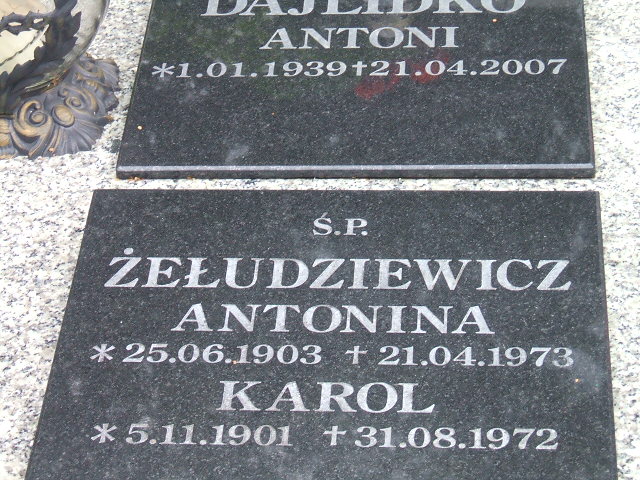 DAJLIDKO
ANTONI
*1.01.1939 †21.04.2007
Ś.P.
ŻEŁUDZIEWICZ
ANTONINA
* 25.06.1903 † 21.04.1973
KAROL
* 5.11.1901 † 31.08.1972